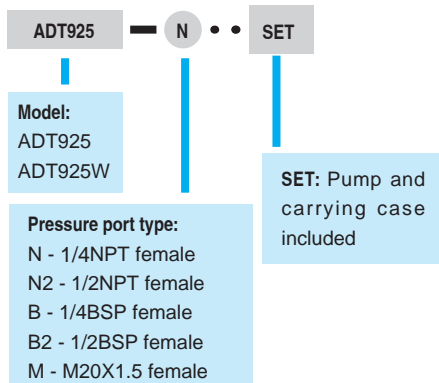 ADT925 — N • • SET
Model:
ADT925
ADT925W
SET: Pump and
carrying case
included
Pressure port type:
N - 1/4NPT female
N2 - 1/2NPT female
B - 1/4BSP female
B2 - 1/2BSP female
M - M20X1.5 female